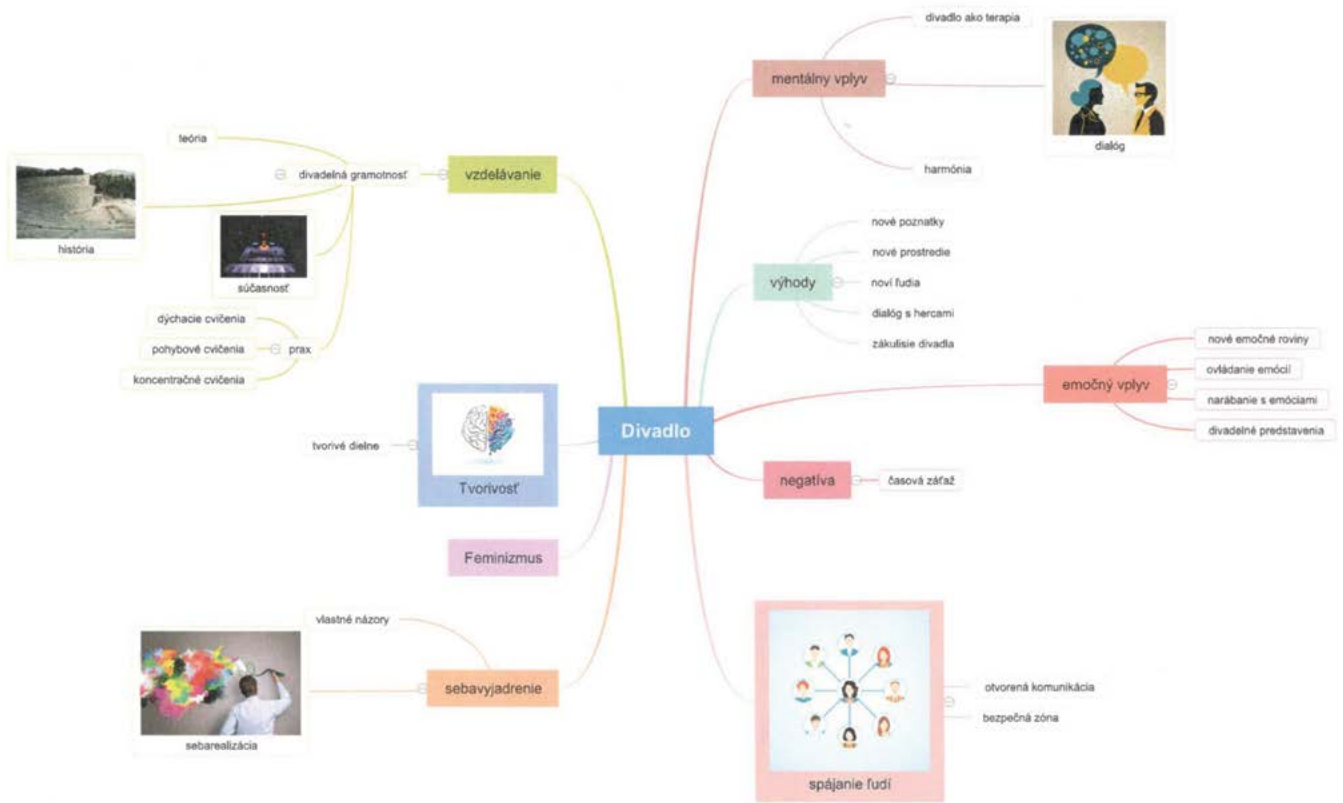 Divadlo
vzdelávanie
divadelná gramotnosť
teória
história
súčasnosť
prax
dýchacie cvičenia
pohybové cvičenia
koncentračné cvičenia
Tvorivosť
tvorivé dielne
Feminizmus
sebavyjadrenie
vlastné názory
sebarealizácia
mentálny vplyv
divadlo ako terapia
dialóg
harmónia
výhody
nové poznatky
nové prostredie
noví ľudia
dialóg s hercami
zákulisie divadla
emočný vplyv
nové emočné roviny
ovládanie emócií
narábanie s emóciami
divadelné predstavenia
negatíva
časová záťaž
spájanie ľudí
otvorená komunikácia
bezpečná zóna